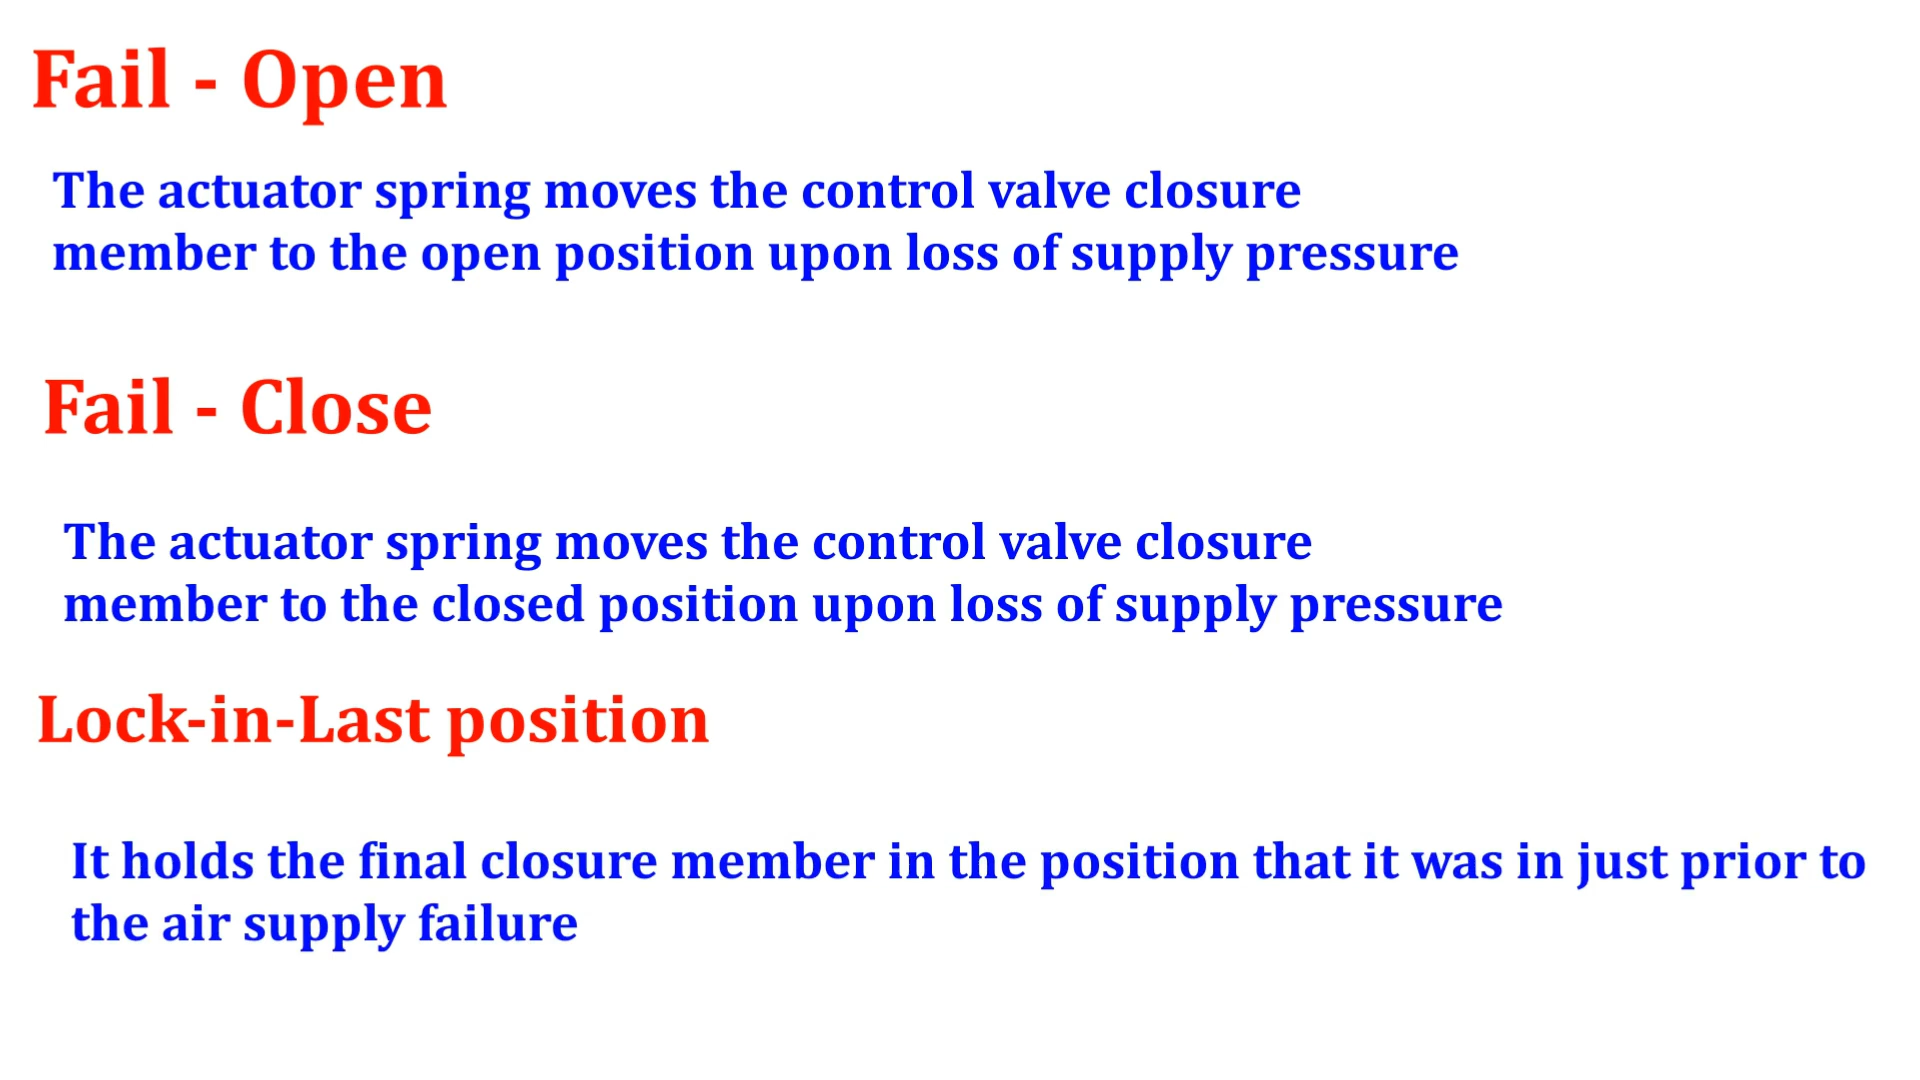 Fail - Open
The actuator spring moves the control valve closure
member to the open position upon loss of supply pressure
Fail - Close
The actuator spring moves the control valve closure
member to the closed position upon loss of supply pressure
Lock-in-Last position
It holds the final closure member in the position that it was in just prior to
the air supply failure